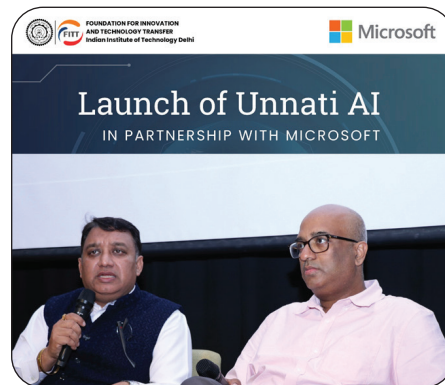 FOUNDATION FOR INNOVATION
AND TECHNOLOGY TRANSFER
Indian Institute of Technology Delhi
FITT
Microsoft
Launch of Unnati AI
IN PARTNERSHIP WITH MICROSOFT